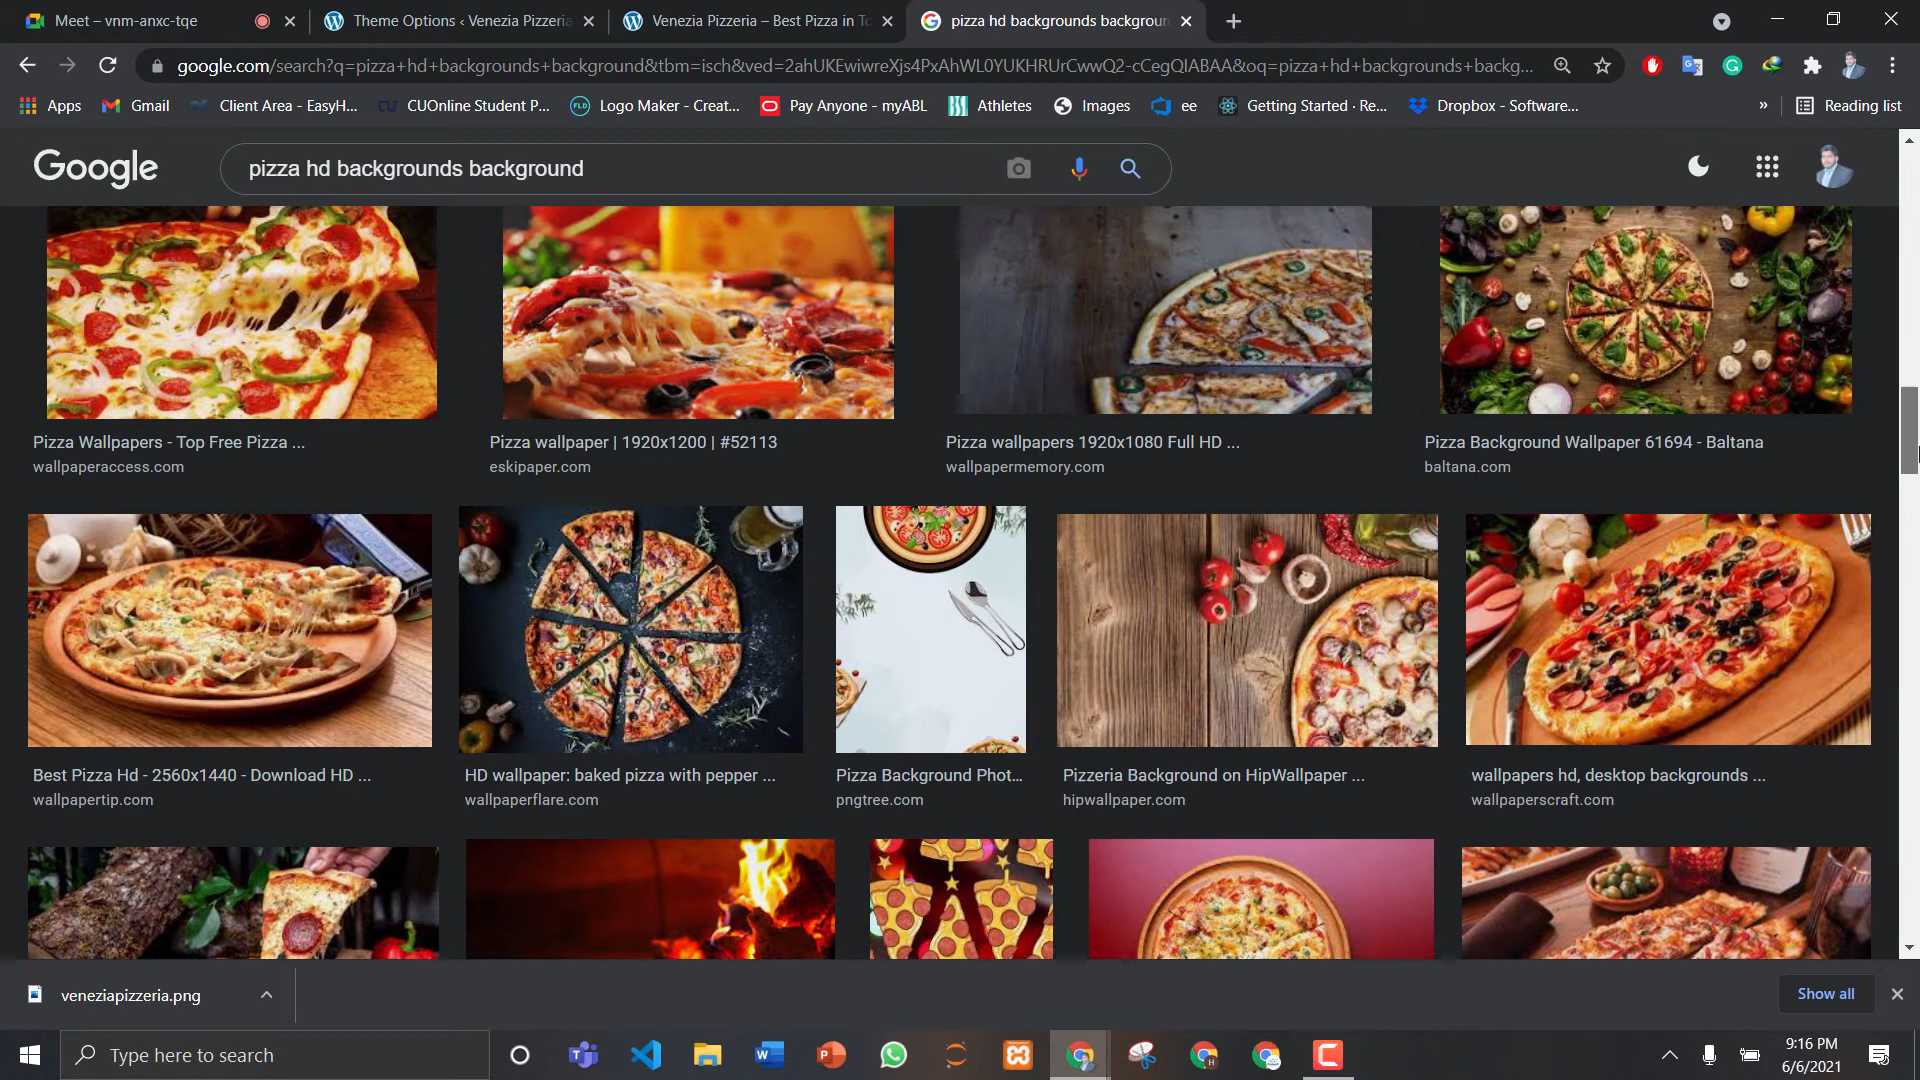 Meet – vnm-anxc-tqe
Theme Options ‹ Venezia Pizzeria
Venezia Pizzeria – Best Pizza in To
pizza hd backgrounds backgroun
google.com/search?q=pizza+hd+backgrounds+background&tbm=isch&ved=2ahUKEwiwreXjs4PxAhWL0YUKHRUrCwwQ2-cCegQIABAA&oq=pizza+hd+backgrounds+backg...
Apps
Gmail
Client Area - EasyH...
CUOnline Student P...
Logo Maker - Creat...
Pay Anyone - myABL
Athletes
Images
ee
Getting Started · Re...
Dropbox - Software...
»
Reading list
Google
pizza hd backgrounds background
Pizza Wallpapers - Top Free Pizza ...
wallpaperaccess.com
Pizza wallpaper | 1920x1200 | #52113
eskipaper.com
Pizza wallpapers 1920x1080 Full HD ...
wallpapermemory.com
Pizza Background Wallpaper 61694 - Baltana
baltana.com
Best Pizza Hd - 2560x1440 - Download HD ...
wallpapertip.com
HD wallpaper: baked pizza with pepper ...
wallpaperflare.com
Pizza Background Phot...
pngtree.com
Pizzeria Background on HipWallpaper ...
hipwallpaper.com
wallpapers hd, desktop backgrounds ...
wallpaperscraft.com
veneziapizzeria.png
Show all
Type here to search
9:16 PM
6/6/2021